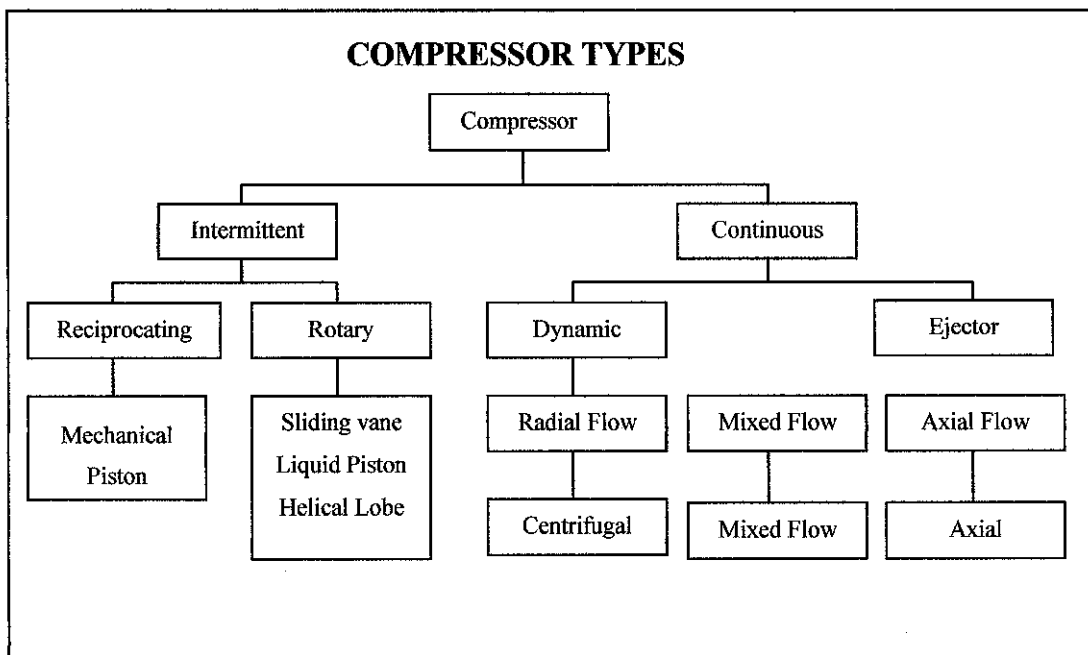 COMPRESSOR TYPES
Compressor
Intermittent
Continuous
Reciprocating
Rotary
Dynamic
Ejector
Mechanical
Piston
Sliding vane
Liquid Piston
Helical Lobe
Radial Flow
Mixed Flow
Axial Flow
Centrifugal
Mixed Flow
Axial